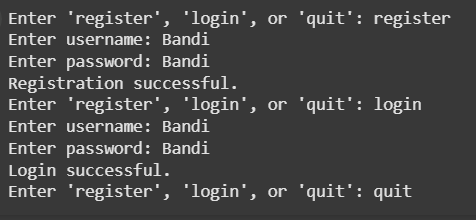 Enter 'register', 'login', or 'quit': register
Enter username: Bandi
Enter password: Bandi
Registration successful.
Enter 'register', 'login', or 'quit': login
Enter username: Bandi
Enter password: Bandi
Login successful.
Enter 'register', 'login', or 'quit': quit